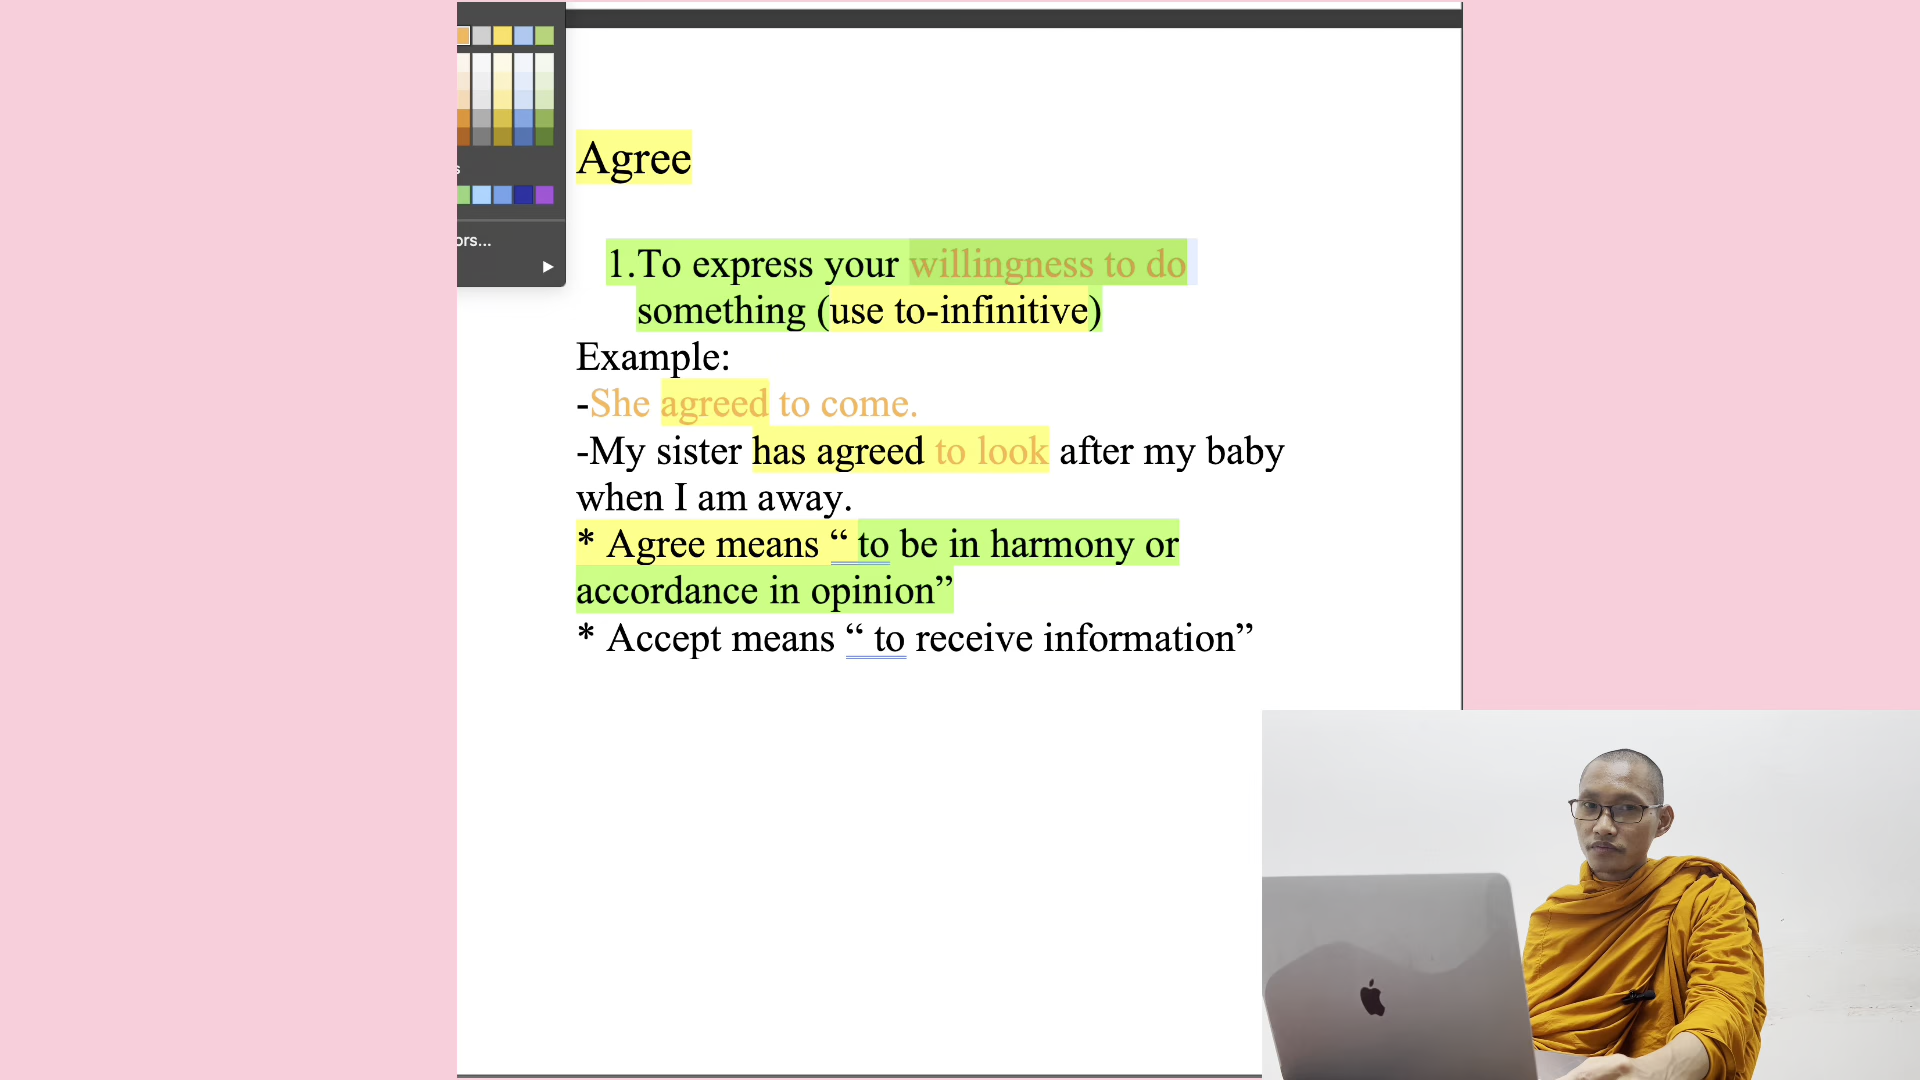 s
ors...
Agree
1.To express your willingness to do
something (use to-infinitive)
Example:
-She agreed to come.
-My sister has agreed to look after my baby
when I am away.
* Agree means “ to be in harmony or
accordance in opinion”
* Accept means “ to receive information”